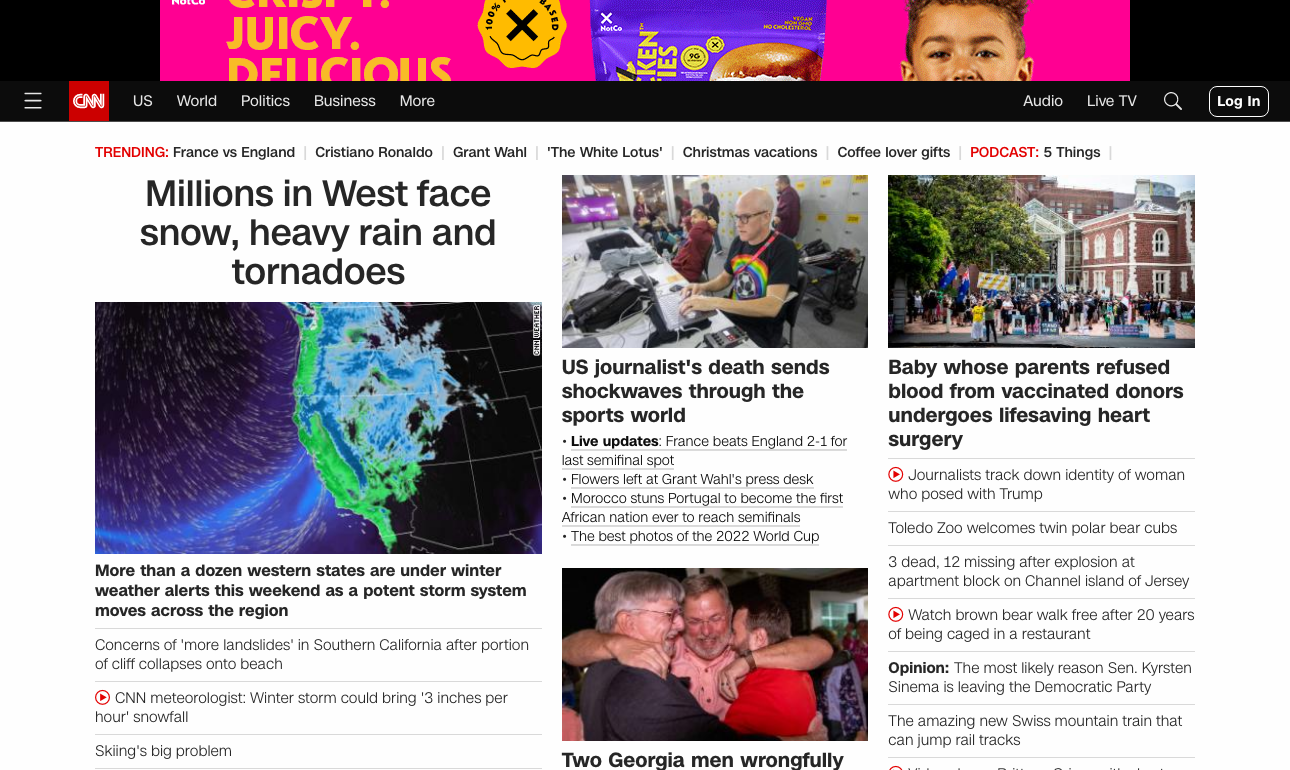 NotCo
CRISPY.
JUICY.
DELICIOUS
100%
BASED
NotCo
VEGAN
NON-GMO
NO CHOLESTEROL
9G
CNN
US
World
Politics
Business
More
Audio
Live TV
Log In
TRENDING: France vs England
Cristiano Ronaldo
Grant Wahl
'The White Lotus'
Christmas vacations
Coffee lover gifts
PODCAST: 5 Things
Millions in West face
snow, heavy rain and
tornadoes
CNN WEATHER
More than a dozen western states are under winter
weather alerts this weekend as a potent storm system
moves across the region
Concerns of 'more landslides' in Southern California after portion
of cliff collapses onto beach
CNN meteorologist: Winter storm could bring '3 inches per
hour' snowfall
Skiing's big problem
US journalist's death sends
shockwaves through the
sports world
• Live updates: France beats England 2-1 for
last semifinal spot
• Flowers left at Grant Wahl's press desk
• Morocco stuns Portugal to become the first
African nation ever to reach semifinals
• The best photos of the 2022 World Cup
Two Georgia men wrongfully
Baby whose parents refused
blood from vaccinated donors
undergoes lifesaving heart
surgery
Journalists track down identity of woman
who posed with Trump
Toledo Zoo welcomes twin polar bear cubs
3 dead, 12 missing after explosion at
apartment block on Channel island of Jersey
Watch brown bear walk free after 20 years
of being caged in a restaurant
Opinion: The most likely reason Sen. Kyrsten
Sinema is leaving the Democratic Party
The amazing new Swiss mountain train that
can jump rail tracks